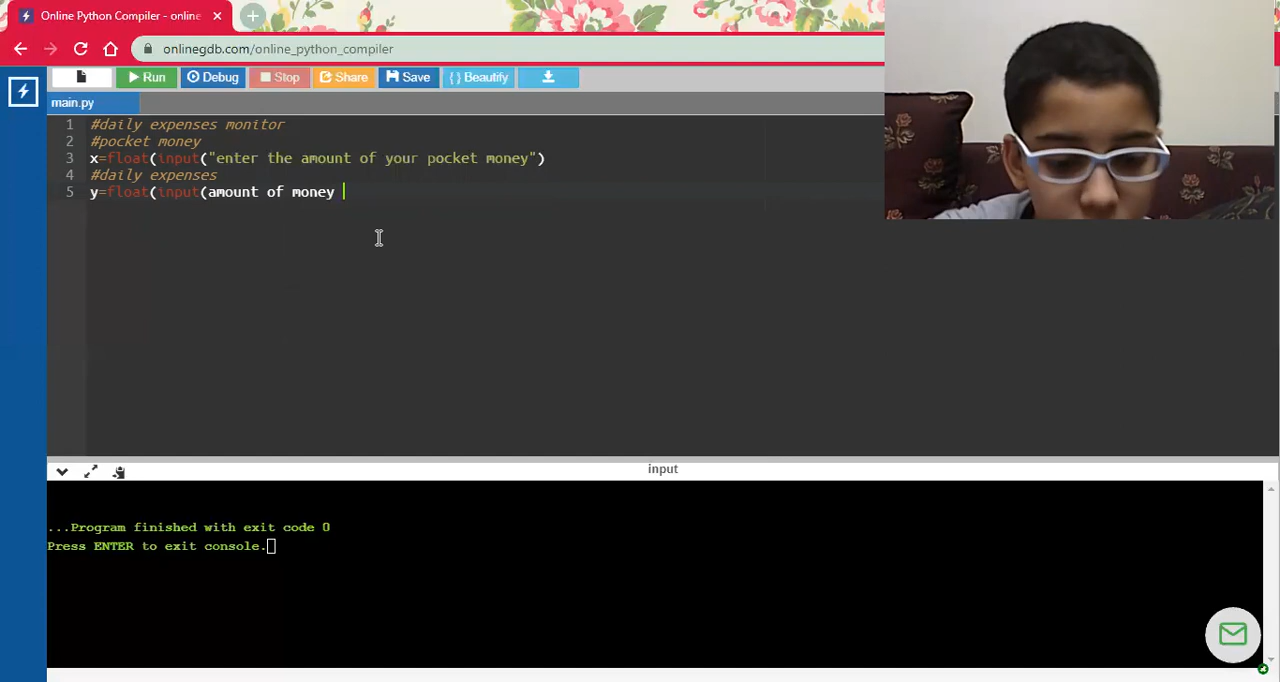 Online Python Compiler - online
onlinegdb.com/online_python_compiler
Run Debug Stop Share Save { } Beautify
main.py
1 #daily expenses monitor
2 #pocket money
3 x=float(input("enter the amount of your pocket money")
4 #daily expenses
5 y=float(input(amount of money
input
...Program finished with exit code 0
Press ENTER to exit console.